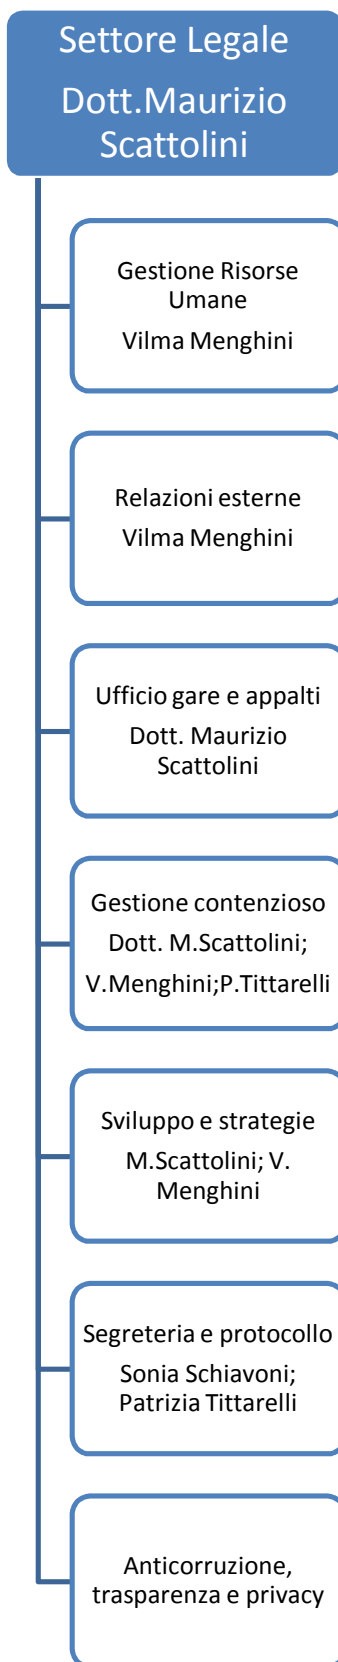 Settore Legale
Dott.Maurizio
Scattolini
Gestione Risorse
Umane
Vilma Menghini
Relazioni esterne
Vilma Menghini
Ufficio gare e appalti
Dott. Maurizio
Scattolini
Gestione contenzioso
Dott. M.Scattolini;
V.Menghini;P.Tittarelli
Sviluppo e strategie
M.Scattolini; V.
Menghini
Segreteria e protocollo
Sonia Schiavoni;
Patrizia Tittarelli
Anticorruzione,
trasparenza e privacy